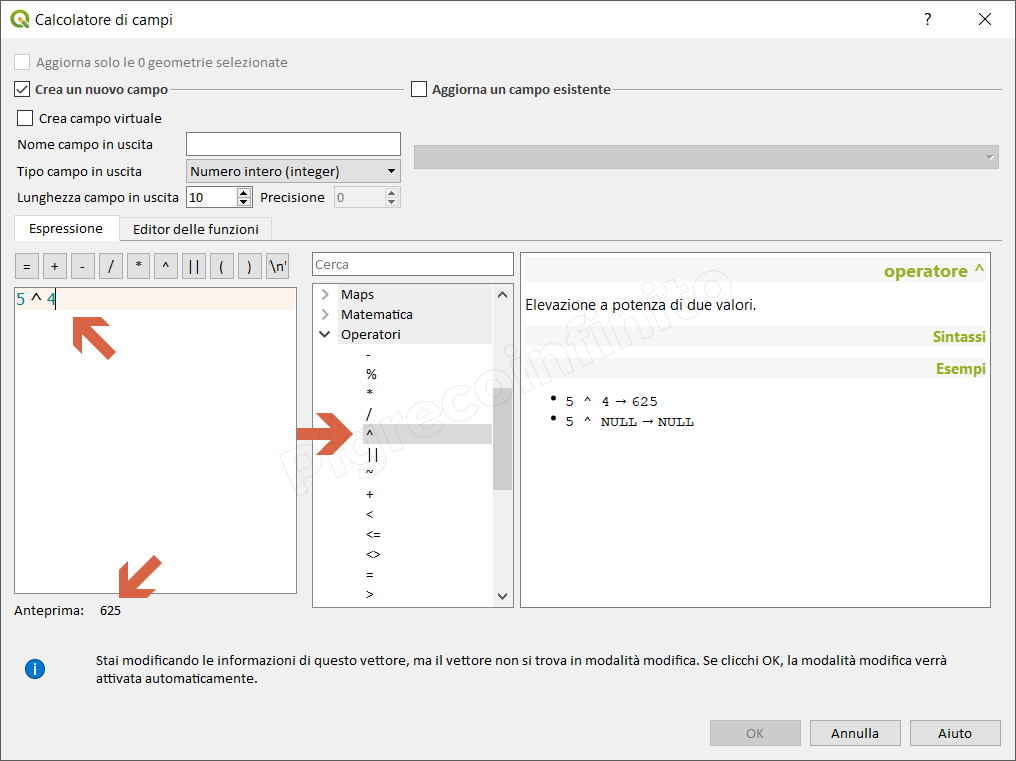 Calcolatore di campi
?
Aggiorna solo le 0 geometrie selezionate
Crea un nuovo campo
Aggiorna un campo esistente
Crea campo virtuale
Nome campo in uscita
Tipo campo in uscita Numero intero (integer)
Lunghezza campo in uscita 10 Precisione 0
Espressione Editor delle funzioni
= + - / * ^ || ( ) \n'
5 ^ 4
Anteprima: 625
Cerca
Maps
Matematica
Operatori
-
%
*
/
^
||
~
+
<
<=
<>
=
>
operatore ^
Elevazione a potenza di due valori.
Sintassi
Esempi
• 5 ^ 4 → 625
• 5 ^ NULL → NULL
Pigrecoinfinito
i
Stai modificando le informazioni di questo vettore, ma il vettore non si trova in modalità modifica. Se clicchi OK, la modalità modifica verrà
attivata automaticamente.
OK Annulla Aiuto